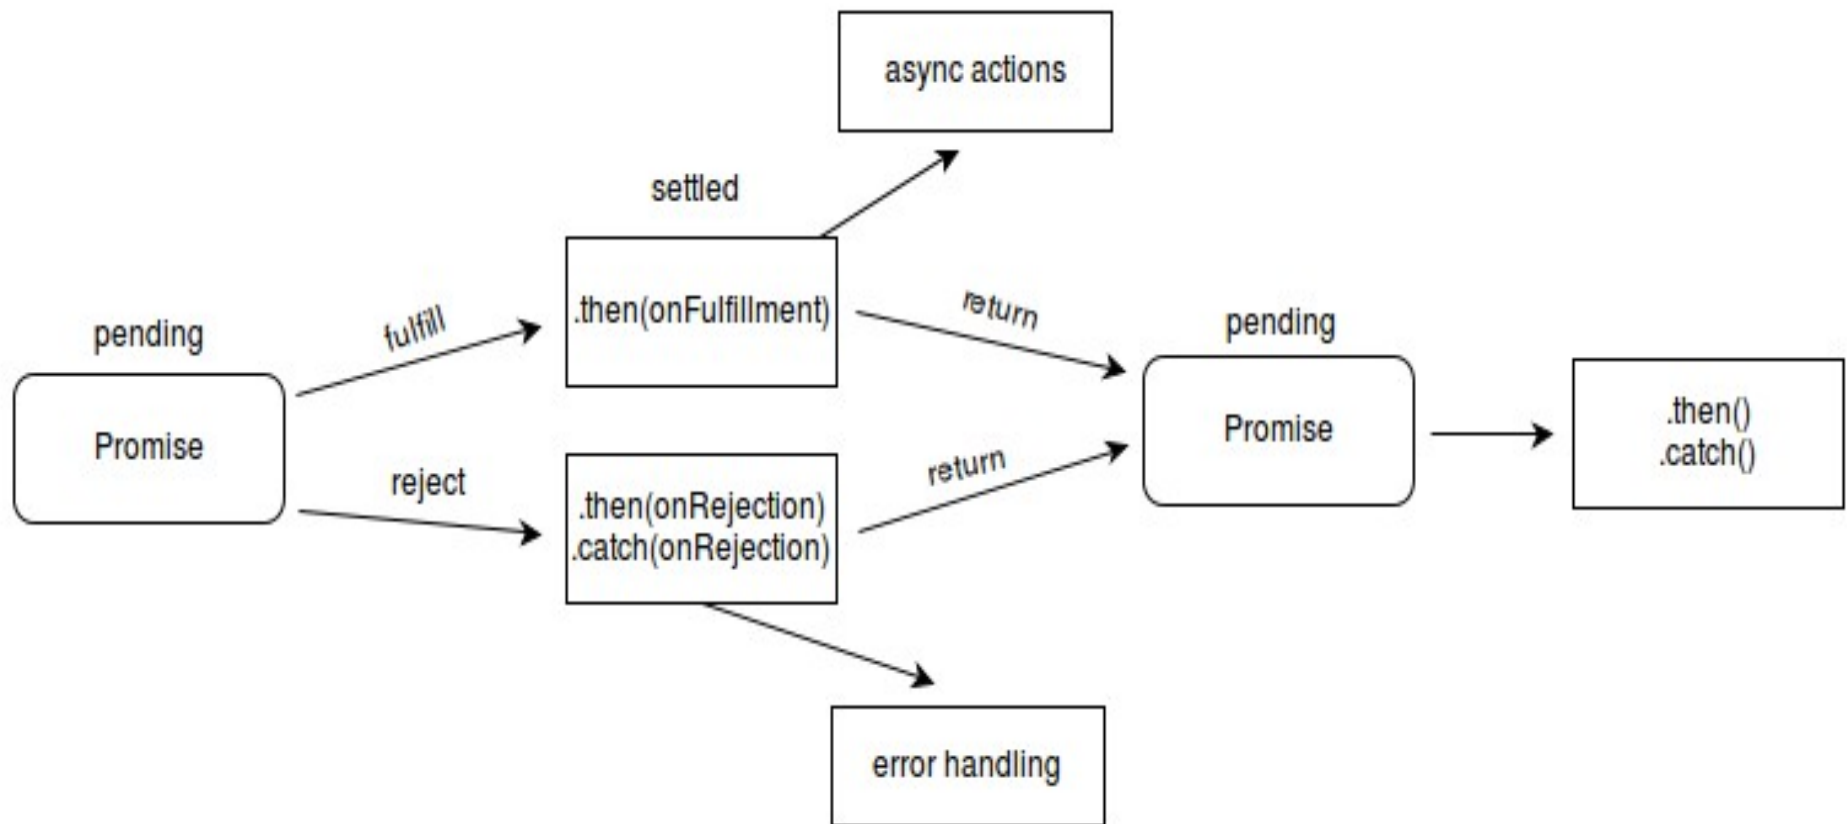 async actions
settled
.then(onFulfillment)
fulfill
return
pending
pending
Promise
Promise
.then()
.catch()
reject
return
.then(onRejection)
.catch(onRejection)
error handling